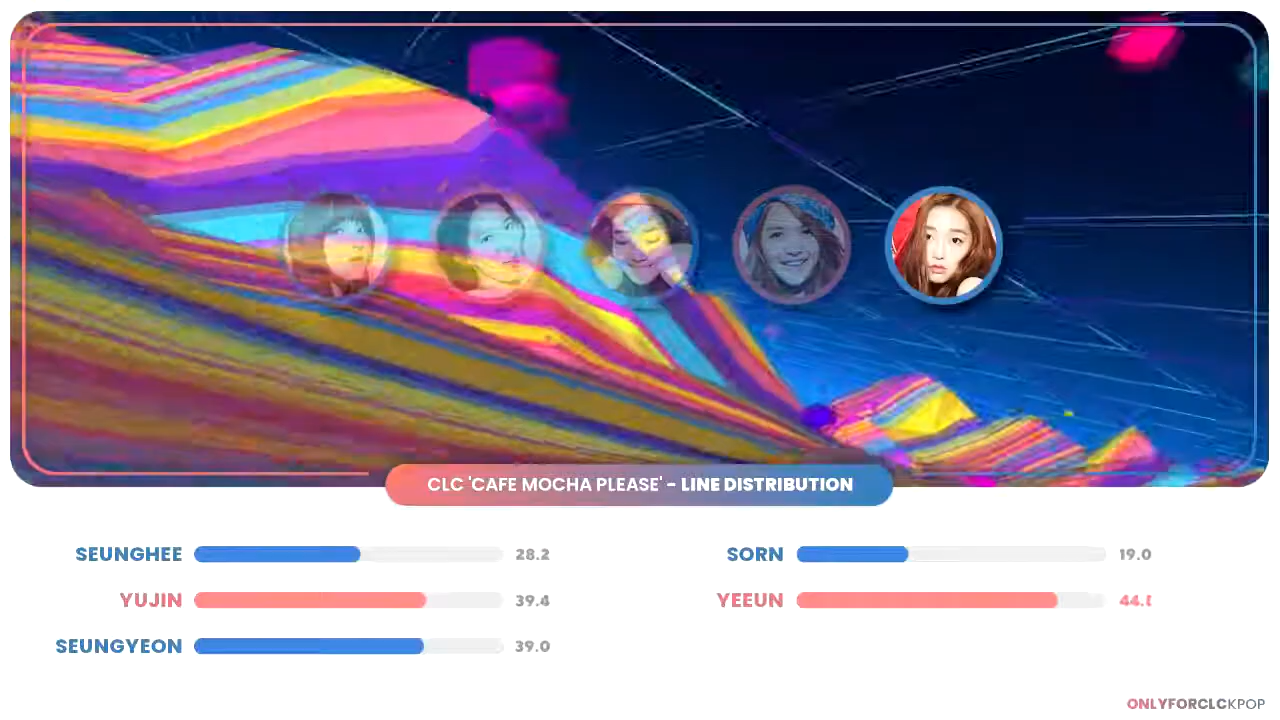 CLC 'CAFE MOCHA PLEASE' - LINE DISTRIBUTION
SEUNGHEE 28.2
YUJIN 39.4
SEUNGYEON 39.0
SORN 19.0
YEEUN
ONLYFORCLCKPOP